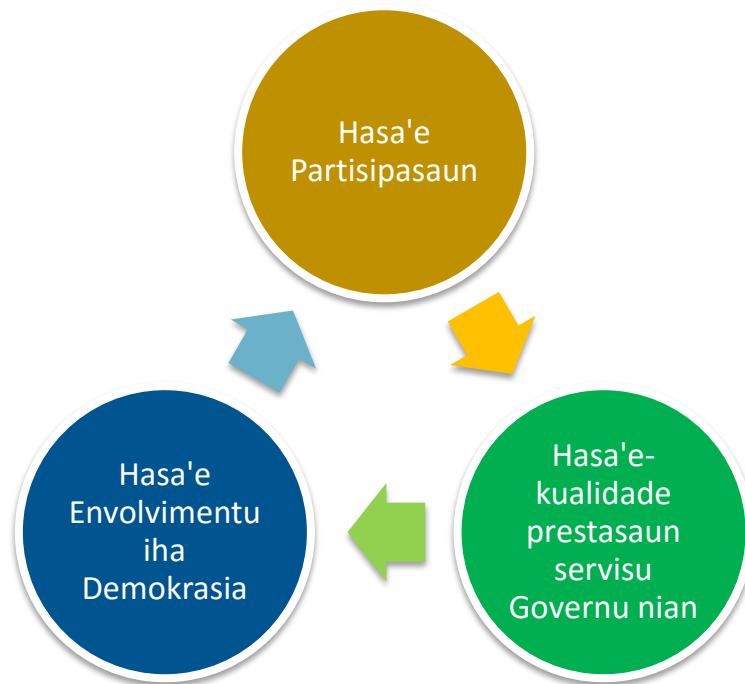 Hasa'e
Partisipasaun
Hasa'e-
kualidade
prestasaun
servisu
Governu nian
Hasa'e
Envolvimentu
iha
Demokrasia